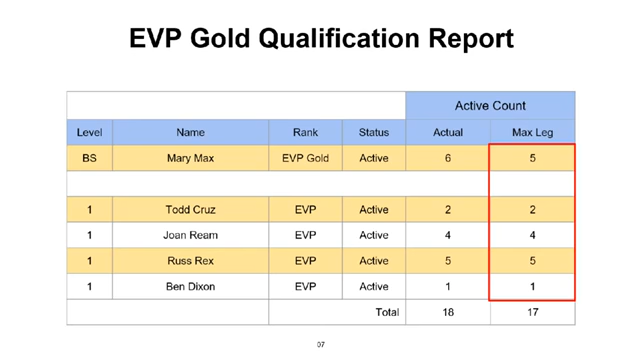 EVP Gold Qualification Report
Active Count
Level Name Rank Status Actual Max Leg
BS Mary Max EVP Gold Active 6 5
1 Todd Cruz EVP Active 2 2
1 Joan Ream EVP Active 4 4
1 Russ Rex EVP Active 5 5
1 Ben Dixon EVP Active 1 1
Total 18 17
07